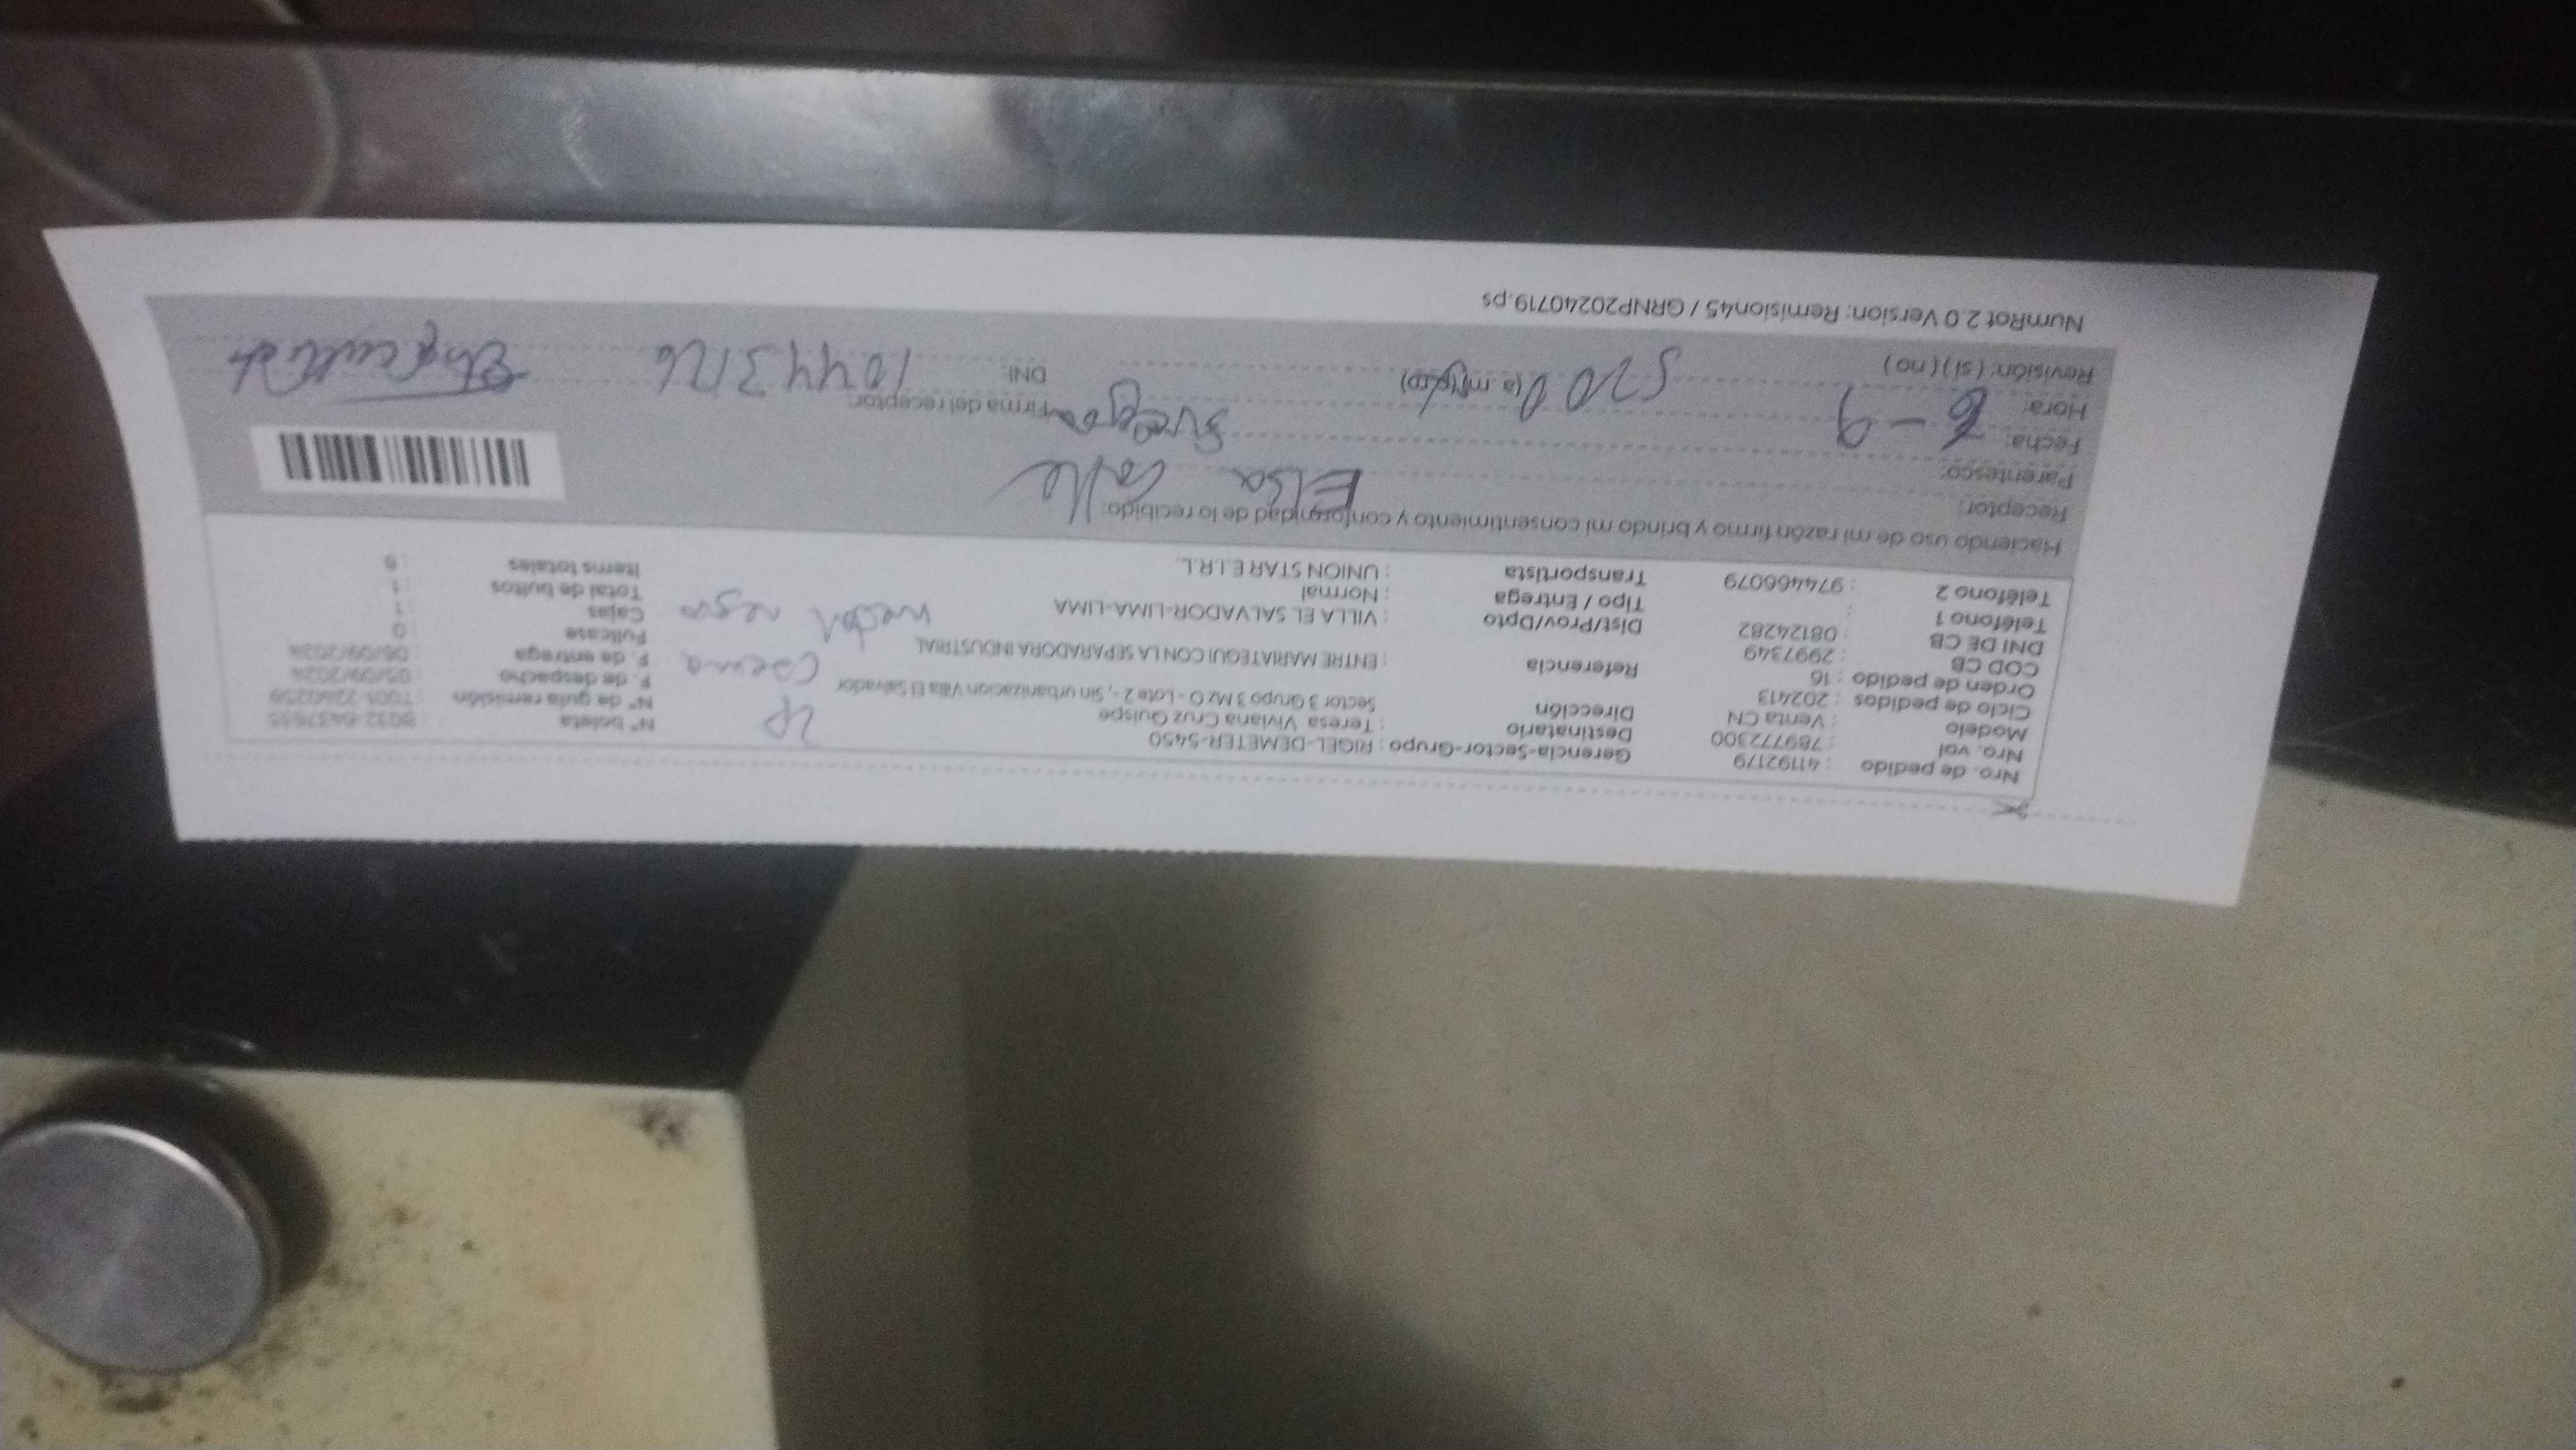 Nro. de pedido : 41192179
Nro. vol : 789772300
Modelo : Venta CN
Ciclo de pedidos : 202413
Orden de pedido : 16
COD CB : 2997349
DNI DE CB : 08124282
Teléfono 1 :
Teléfono 2 : 974466079
Gerencia-Sector-Grupo : RIGEL-DEMETER-5450
Destinatario : Teresa Viviana Cruz Quispe
Dirección Sector 3 Grupo 3 Mz O - Lote 2 -, Sin urbanizacion Villa El Salvador
Referencia : ENTRE MARIATEGUI CON LA SEPARADORA INDUSTRIAL
Dist/Prov/Dpto : VILLA EL SALVADOR-LIMA-LIMA
Tipo / Entrega : Normal
Transportista : UNION STAR E.I.R.L.
2P
negro
N° boleta
N° de guía remisión
F. de despacho : 05/09/2024
F. de entrega : 06/09/2024
Fullcase : 0
Cajas : 1
Total de bultos : 1
Items totales
Haciendo uso de mi razón firmo y brindo mi consentimiento y conformidad de lo recibido:
Receptor: Elsa Calle
Parentesco: Suegra
Fecha: 6-9
Hora: 520 (a. m/p.m)
Revisión: (si) (no)
Firma del receptor:
DNI: 10443126
NumRot 2.0 Version: Remision45 / GRNP20240719.ps